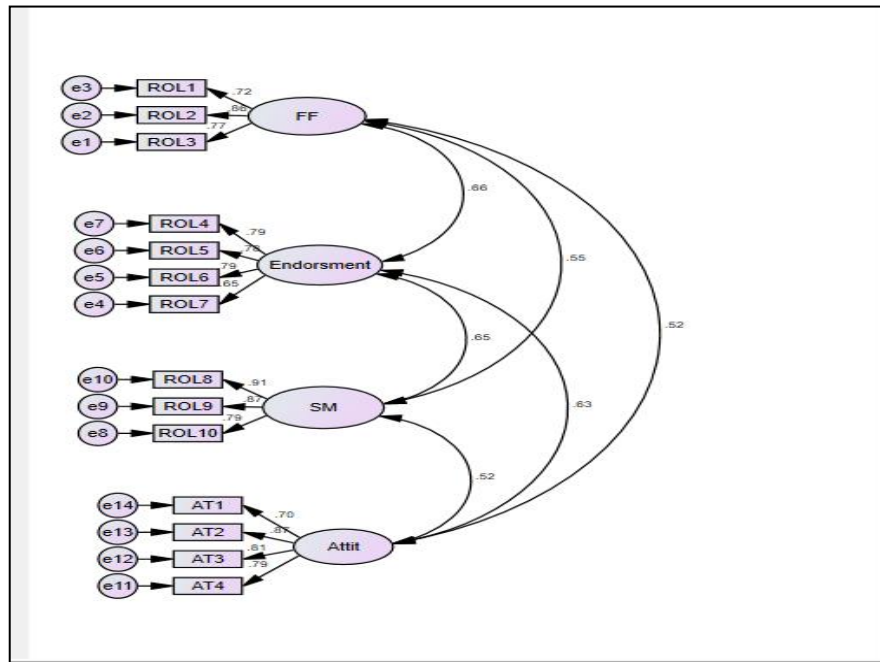 e3 ROL1 .72
e2 ROL2 .86 FF
e1 ROL3 .77
.66
e7 ROL4 .79
e6 ROL5 .78
e5 ROL6 .79 Endorsment
e4 ROL7 .65
.55
.52
.65
.63
e10 ROL8 .91
e9 ROL9 .87 SM
e8 ROL10 .79
.52
e14 AT1 .70
e13 AT2 .87
e12 AT3 .81 Attit
e11 AT4 .79